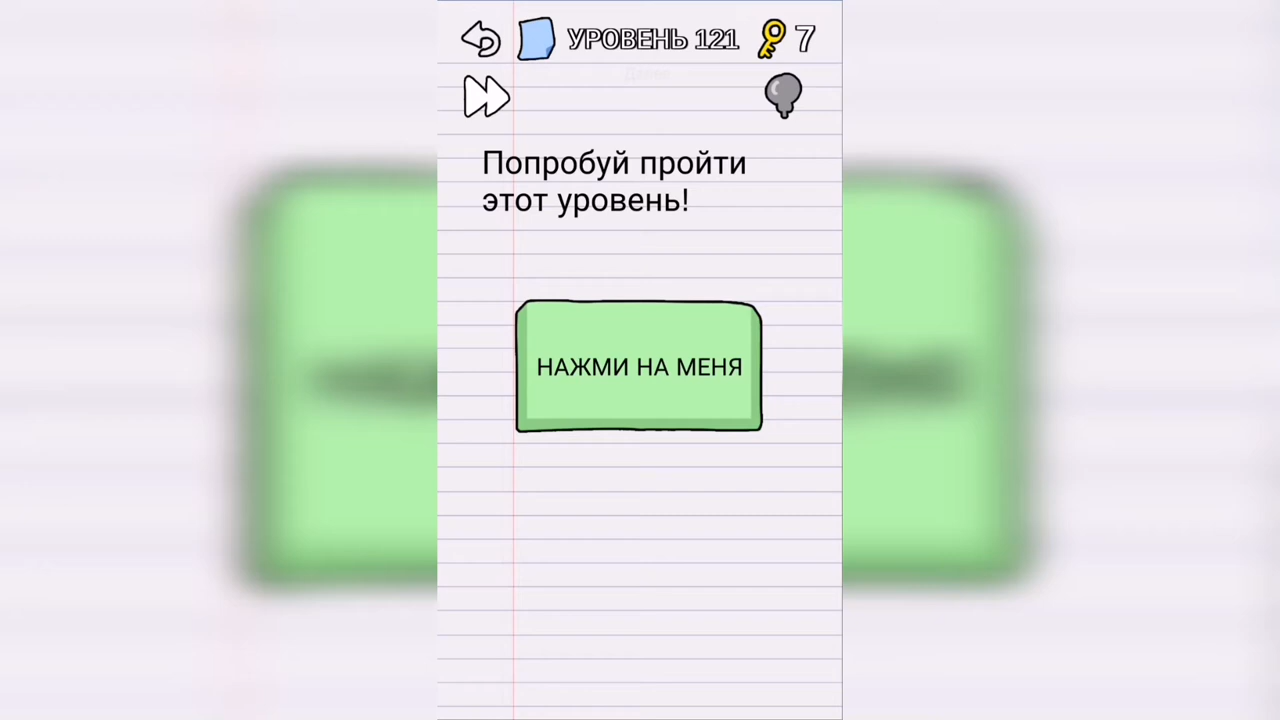 УРОВЕНЬ 121 7
Попробуй пройти
этот уровень!
НАЖМИ НА МЕНЯ